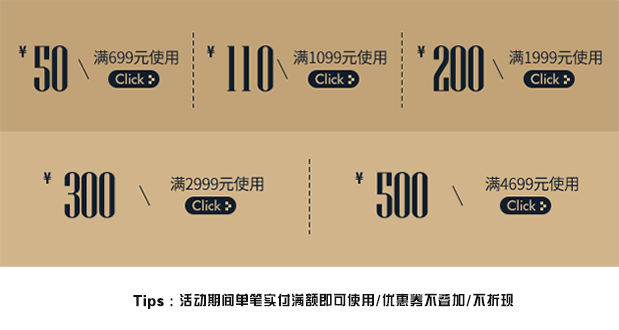 ¥50 \ 满699元使用
Click
¥110 \ 满1099元使用
Click
¥200 \ 满1999元使用
Click
¥300 \ 满2999元使用
Click
¥500 \ 满4699元使用
Click
Tips：活动期间单笔实付满额即可使用/优惠券不叠加/不折现